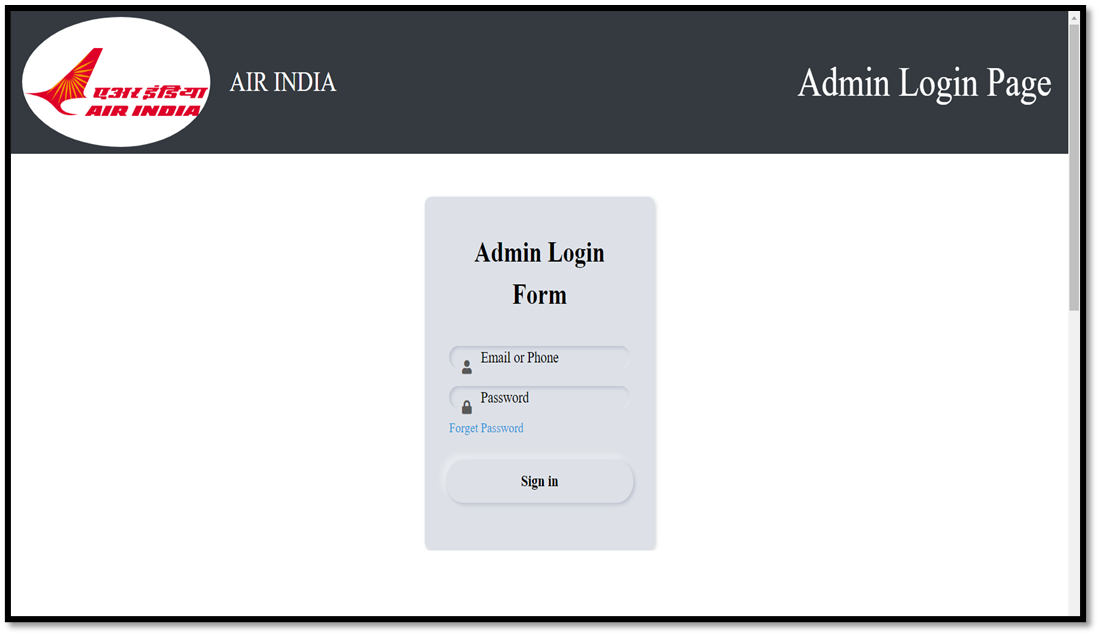 एअर इंडिया
AIR INDIA
AIR INDIA
Admin Login Page
Admin Login
Form
Email or Phone
Password
Forget Password
Sign in